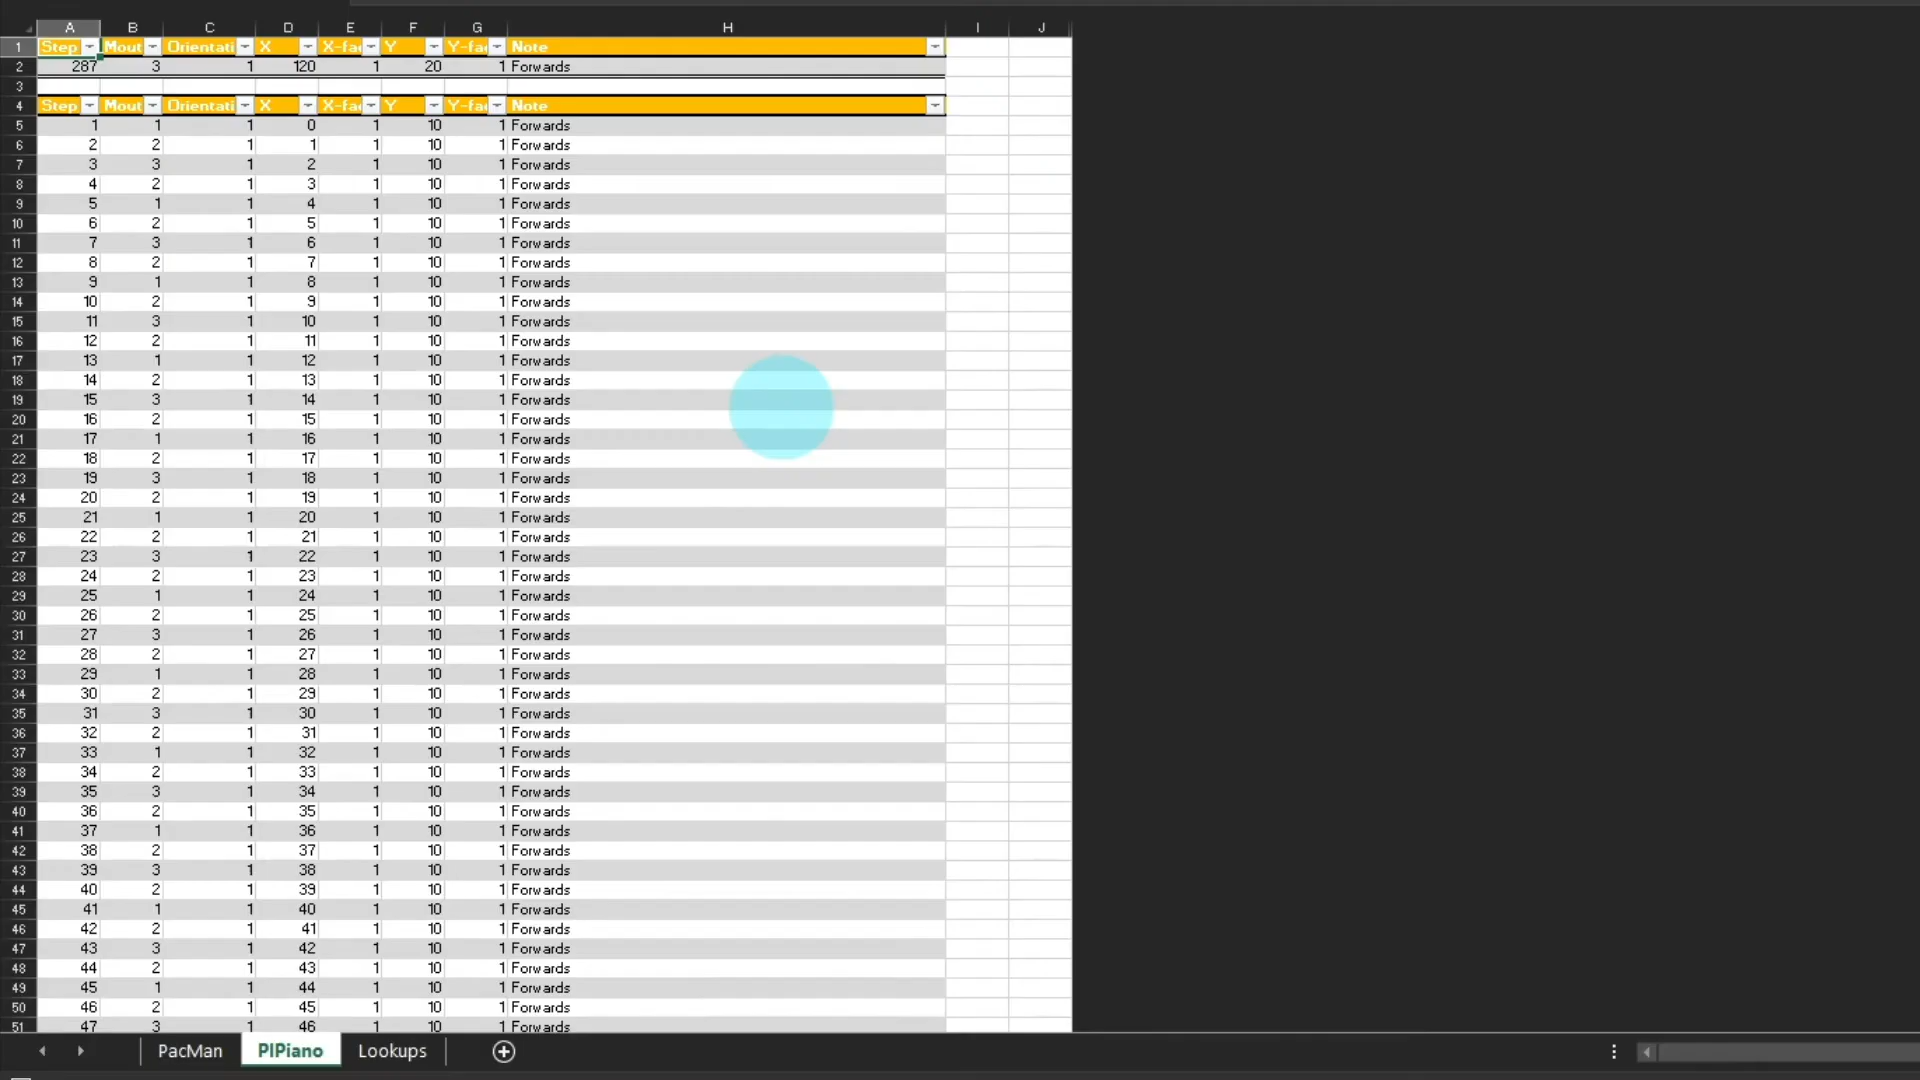 A B C D E F G H I J
1 Step Mout Orientati X X-fac Y Y-fac Note
2 287 3 1 120 1 20 1 Forwards
3
4 Step Mout Orientati X X-fac Y Y-fac Note
5 1 1 1 0 1 10 1 Forwards
6 2 2 1 1 1 10 1 Forwards
7 3 3 1 2 1 10 1 Forwards
8 4 2 1 3 1 10 1 Forwards
9 5 1 1 4 1 10 1 Forwards
10 6 2 1 5 1 10 1 Forwards
11 7 3 1 6 1 10 1 Forwards
12 8 2 1 7 1 10 1 Forwards
13 9 1 1 8 1 10 1 Forwards
14 10 2 1 9 1 10 1 Forwards
15 11 3 1 10 1 10 1 Forwards
16 12 2 1 11 1 10 1 Forwards
17 13 1 1 12 1 10 1 Forwards
18 14 2 1 13 1 10 1 Forwards
19 15 3 1 14 1 10 1 Forwards
20 16 2 1 15 1 10 1 Forwards
21 17 1 1 16 1 10 1 Forwards
22 18 2 1 17 1 10 1 Forwards
23 19 3 1 18 1 10 1 Forwards
24 20 2 1 19 1 10 1 Forwards
25 21 1 1 20 1 10 1 Forwards
26 22 2 1 21 1 10 1 Forwards
27 23 3 1 22 1 10 1 Forwards
28 24 2 1 23 1 10 1 Forwards
29 25 1 1 24 1 10 1 Forwards
30 26 2 1 25 1 10 1 Forwards
31 27 3 1 26 1 10 1 Forwards
32 28 2 1 27 1 10 1 Forwards
33 29 1 1 28 1 10 1 Forwards
34 30 2 1 29 1 10 1 Forwards
35 31 3 1 30 1 10 1 Forwards
36 32 2 1 31 1 10 1 Forwards
37 33 1 1 32 1 10 1 Forwards
38 34 2 1 33 1 10 1 Forwards
39 35 3 1 34 1 10 1 Forwards
40 36 2 1 35 1 10 1 Forwards
41 37 1 1 36 1 10 1 Forwards
42 38 2 1 37 1 10 1 Forwards
43 39 3 1 38 1 10 1 Forwards
44 40 2 1 39 1 10 1 Forwards
45 41 1 1 40 1 10 1 Forwards
46 42 2 1 41 1 10 1 Forwards
47 43 3 1 42 1 10 1 Forwards
48 44 2 1 43 1 10 1 Forwards
49 45 1 1 44 1 10 1 Forwards
50 46 2 1 45 1 10 1 Forwards
51 47 3 1 46 1 10 1 Forwards
PacMan PIPiano Lookups